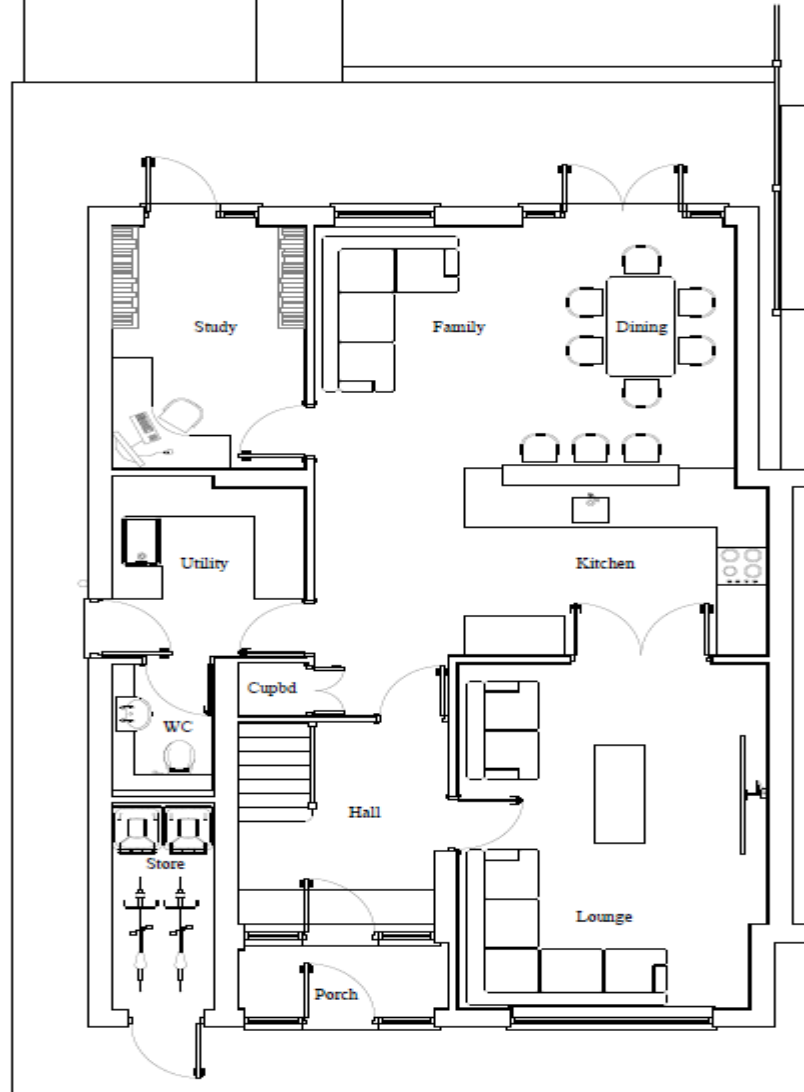 Study
Family
Dining
Utility
Kitchen
Cupbd
WC
Hall
Store
Lounge
Porch